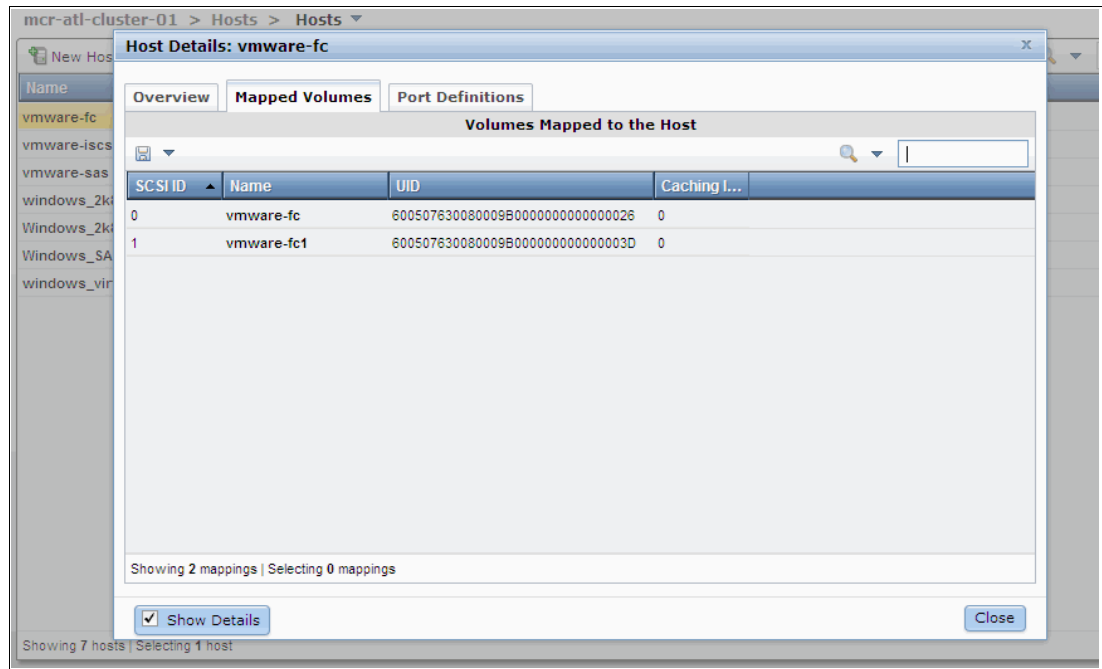 mcr-atl-cluster-01 > Hosts > Hosts
New Hos
Host Details: vmware-fc
x
Name
vmware-fc
vmware-iscs
vmware-sas
windows_2k
Windows_2k
Windows_SA
windows_vir
Overview Mapped Volumes Port Definitions
Volumes Mapped to the Host
SCSI ID Name UID Caching I...
0 vmware-fc 600507630080009B0000000000000026 0
1 vmware-fc1 600507630080009B000000000000003D 0
Showing 2 mappings | Selecting 0 mappings
Show Details Close
Showing 7 hosts | Selecting 1 host